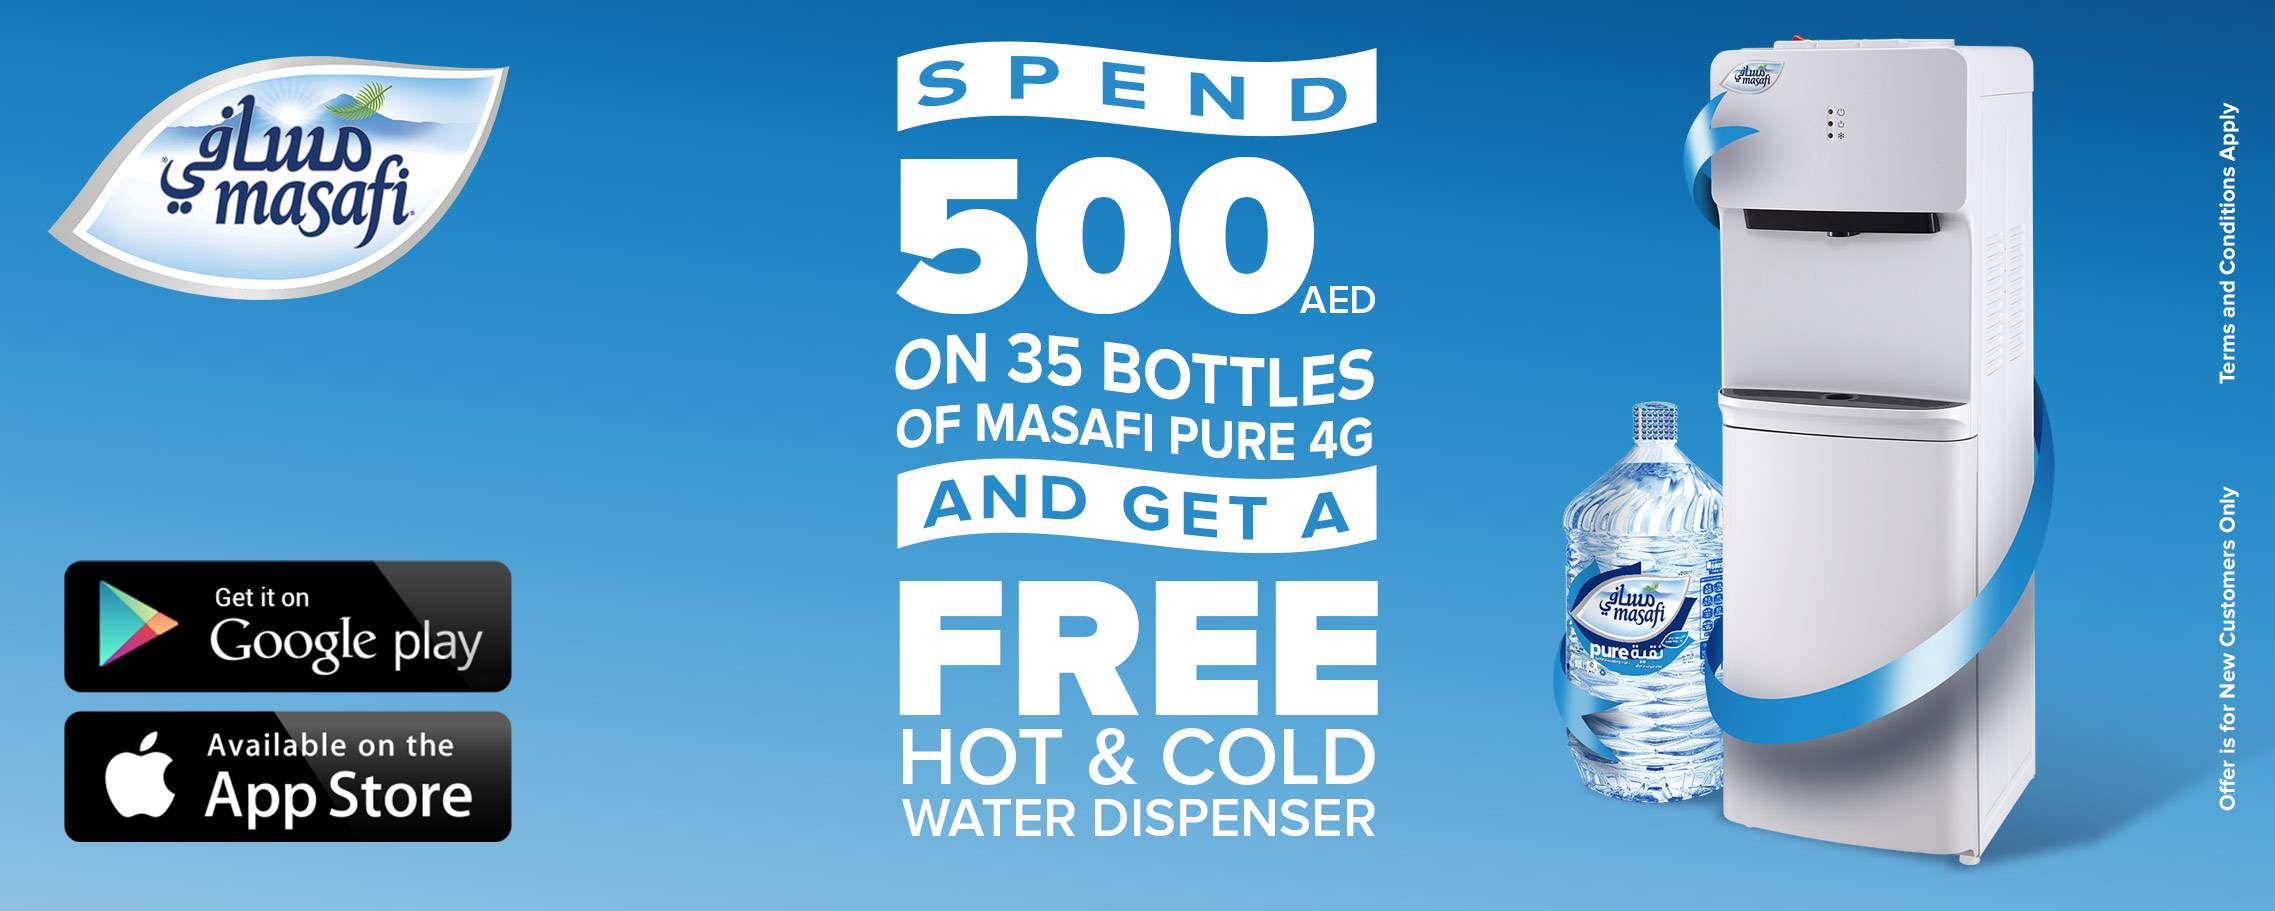 مسافي
masafi
Get it on
Google play
Available on the
App Store
SPEND
500
AED
ON 35 BOTTLES
OF MASAFI PURE 4G
AND GET A
FREE
HOT & COLD
WATER DISPENSER
مسافي
masafi
مسافي
masafi
pure نقية
Offer is for New Customers Only
Terms and Conditions Apply